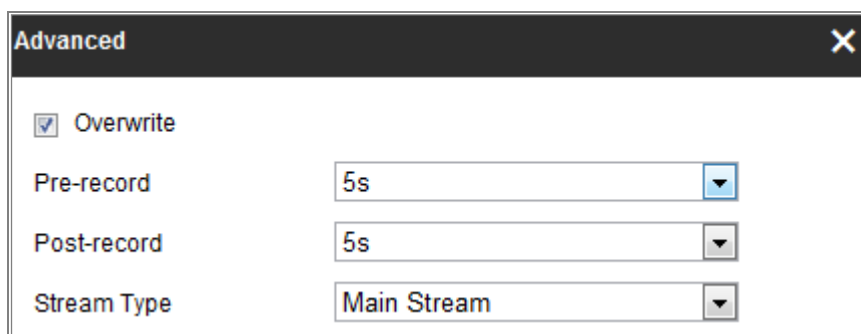 Advanced
Overwrite
Pre-record 5s
Post-record 5s
Stream Type Main Stream